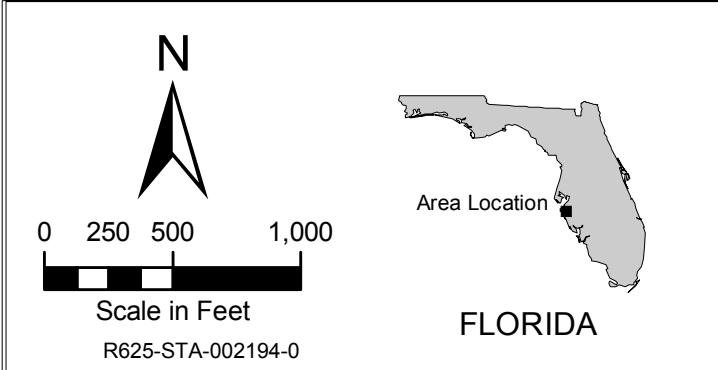 N
0 250 500 1,000
Scale in Feet
R625-STA-002194-0
Area Location
FLORIDA